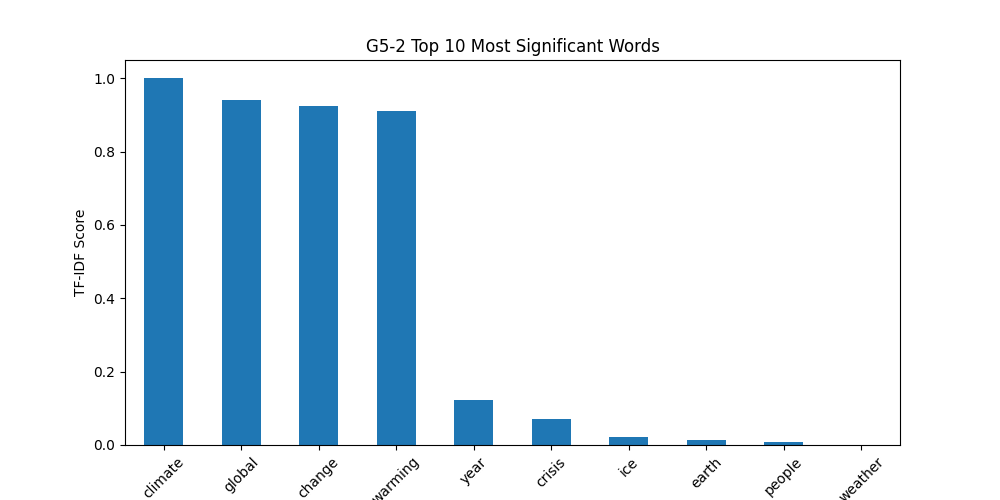 G5-2 Top 10 Most Significant Words
TF-IDF Score
1.0
0.8
0.6
0.4
0.2
0.0
climate
global
change
warming
year
crisis
ice
earth
people
weather